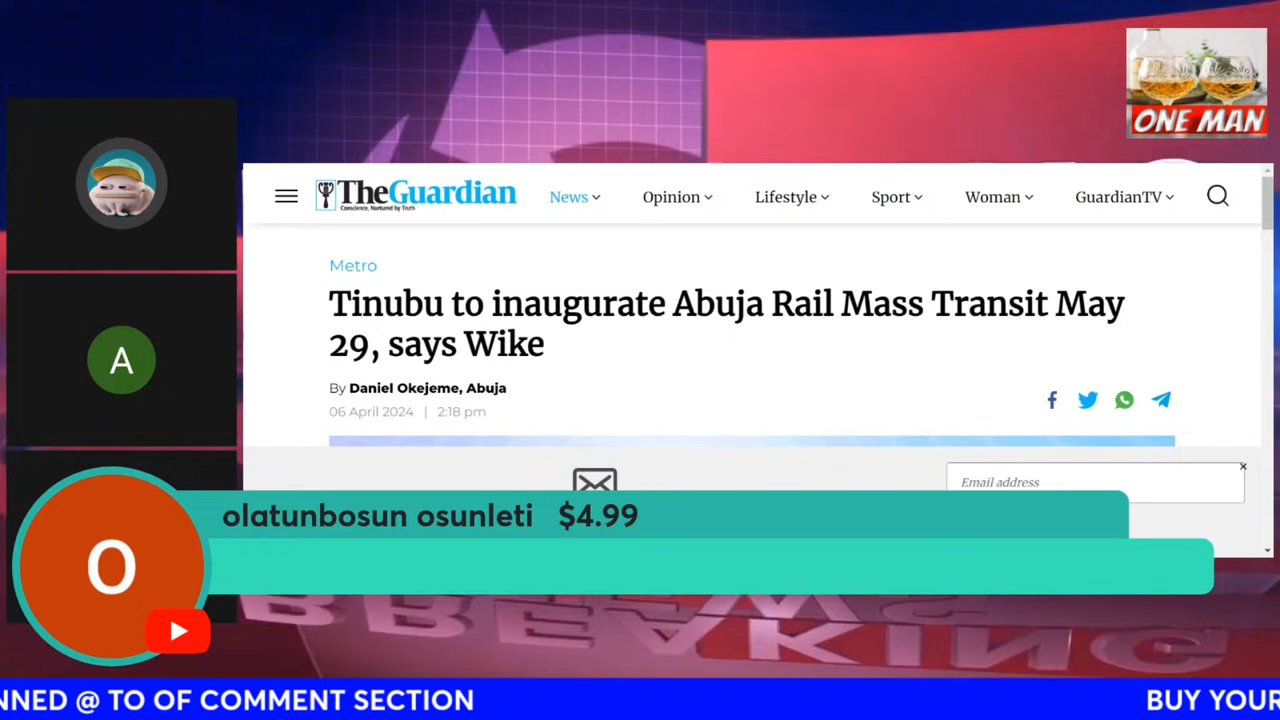 ONE MAN
TheGuardian
Conscience, Nurtured by Truth
News Opinion Lifestyle Sport Woman GuardianTV
Metro
Tinubu to inaugurate Abuja Rail Mass Transit May
29, says Wike
By Daniel Okejeme, Abuja
06 April 2024 | 2:18 pm
A
Email address
olatunbosun osunleti $4.99
O
BREAKING
NNED @ TO OF COMMENT SECTION
BUY YOUR